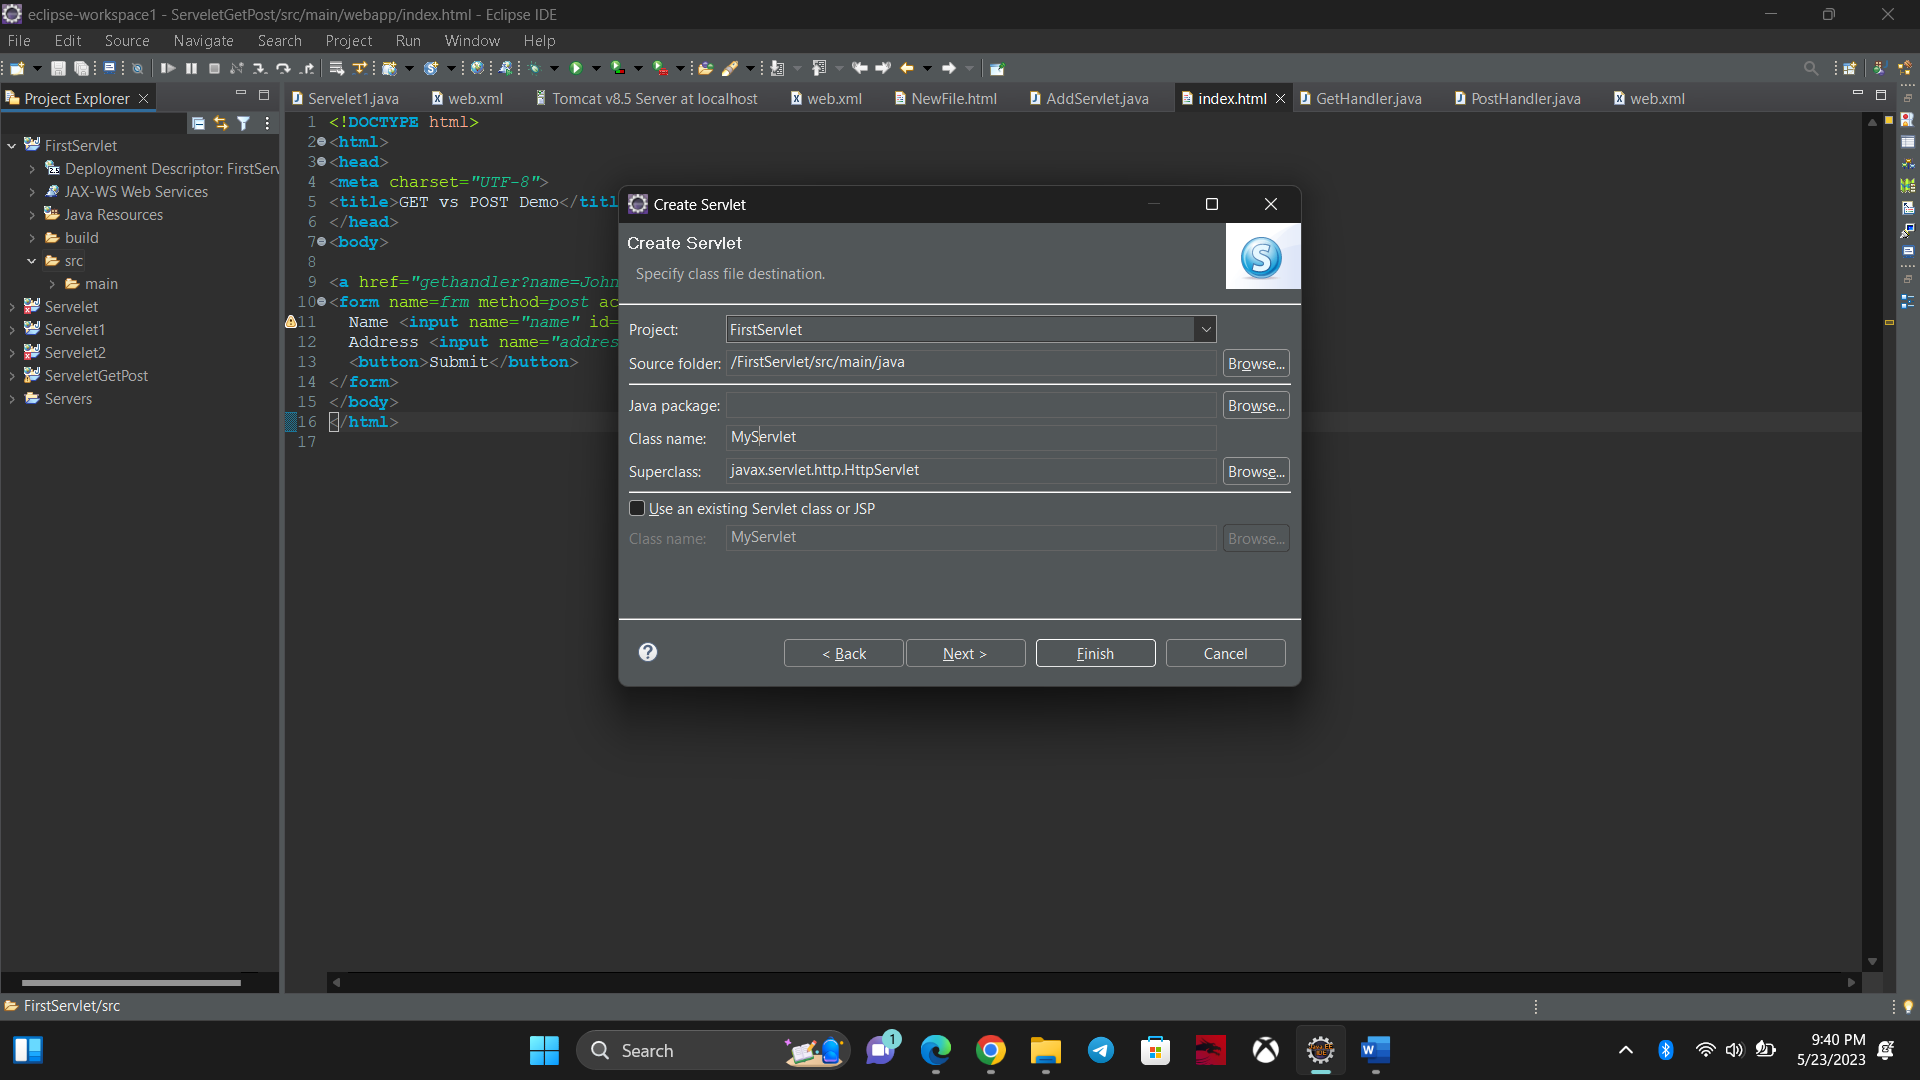 eclipse-workspace1 - ServeletGetPost/src/main/webapp/index.html - Eclipse IDE
File Edit Source Navigate Search Project Run Window Help
Project Explorer
Servelet1.java web.xml Tomcat v8.5 Server at localhost web.xml NewFile.html AddServlet.java index.html GetHandler.java PostHandler.java web.xml
FirstServlet
Deployment Descriptor: FirstServ
JAX-WS Web Services
Java Resources
build
src
main
Servelet
Servelet1
Servelet2
ServeletGetPost
Servers
1 <!DOCTYPE html>
2 <html>
3 <head>
4 <meta charset="UTF-8">
5 <title>GET vs POST Demo</titl
6 </head>
7 <body>
8
9 <a href="gethandler?name=John
10 <form name=frm method=post ac
11 Name <input name="name" id=
12 Address <input name="addres
13 <button>Submit</button>
14 </form>
15 </body>
16 </html>
17
Create Servlet
Create Servlet
Specify class file destination.
S
Project: FirstServlet
Source folder: /FirstServlet/src/main/java Browse...
Java package: Browse...
Class name: MyServlet
Superclass: javax.servlet.http.HttpServlet Browse...
Use an existing Servlet class or JSP
Class name: MyServlet Browse...
? < Back Next > Finish Cancel
FirstServlet/src
Search
1
9:40 PM
5/23/2023